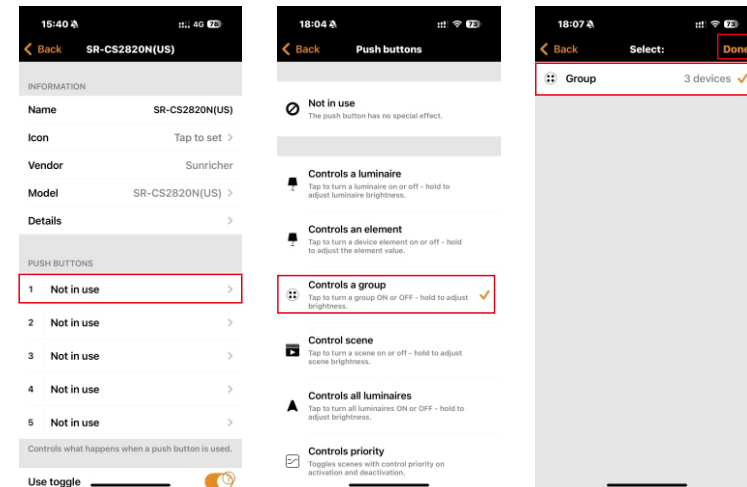 15:40
4G 70
Back
SR-CS2820N(US)
INFORMATION
Name SR-CS2820N(US)
Icon Tap to set
Vendor Sunricher
Model SR-CS2820N(US)
Details
PUSH BUTTONS
1 Not in use
2 Not in use
3 Not in use
4 Not in use
5 Not in use
Controls what happens when a push button is used.
Use toggle
18:04
73
Back
Push buttons
Not in use
The push button has no special effect.
Controls a luminaire
Tap to turn a luminaire on or off - hold to
adjust luminaire brightness.
Controls an element
Tap to turn a device element on or off - hold
to adjust the element value.
Controls a group
Tap to turn a group ON or OFF - hold to adjust
brightness.
Control scene
Tap to turn a scene on or off - hold to adjust
scene brightness.
Controls all luminaires
Tap to turn all luminaires ON or OFF - hold to
adjust brightness.
Controls priority
Toggles scenes with control priority on
activation and deactivation.
18:07
73
Back
Select:
Done
Group 3 devices